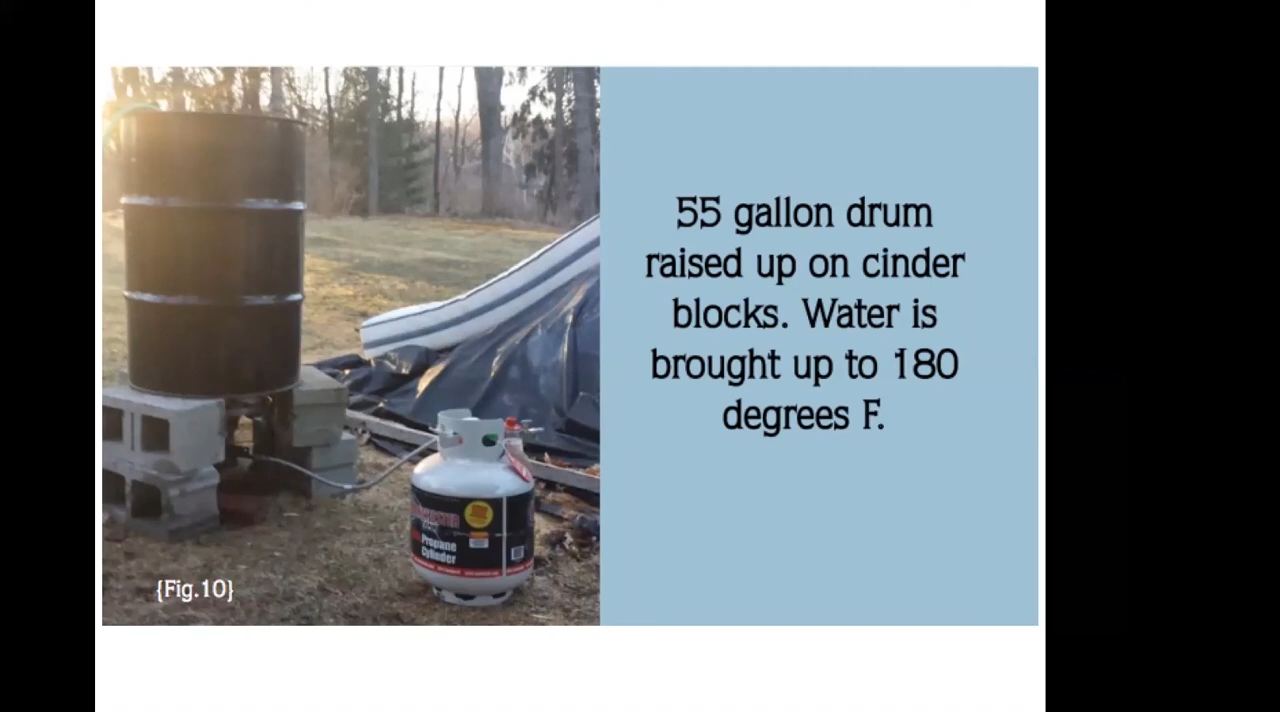 55 gallon drum
raised up on cinder
blocks. Water is
brought up to 180
degrees F.
Propane
Cylinder
{Fig.10}